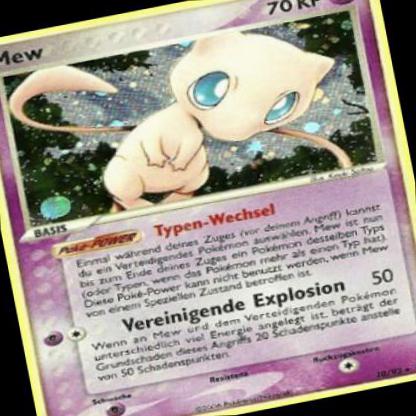 Mew 70 KP
BASIS
POKÉ-POWER Typen-Wechsel
Einmal während deines Zuges (vor deinem Angriff) kannst
du ein Verteidigendes Pokémon auswählen. Mew ist nun
bis zum Ende deines Zuges ein Pokémon desselben Typs
(oder Typen, wenn das Pokémon mehr als einen Typ hat).
Diese Poké-Power kann nicht benutzt werden, wenn Mew
von einem Speziellen Zustand betroffen ist.
Vereinigende Explosion 50
Wenn an Mew und dem Verteidigenden Pokémon
unterschiedlich viel Energie angelegt ist, beträgt der
Grundschaden dieses Angriffs 20 Schadenspunkte anstelle
von 50 Schadenspunkten.
Schwäche Resistenz Rückzugskosten